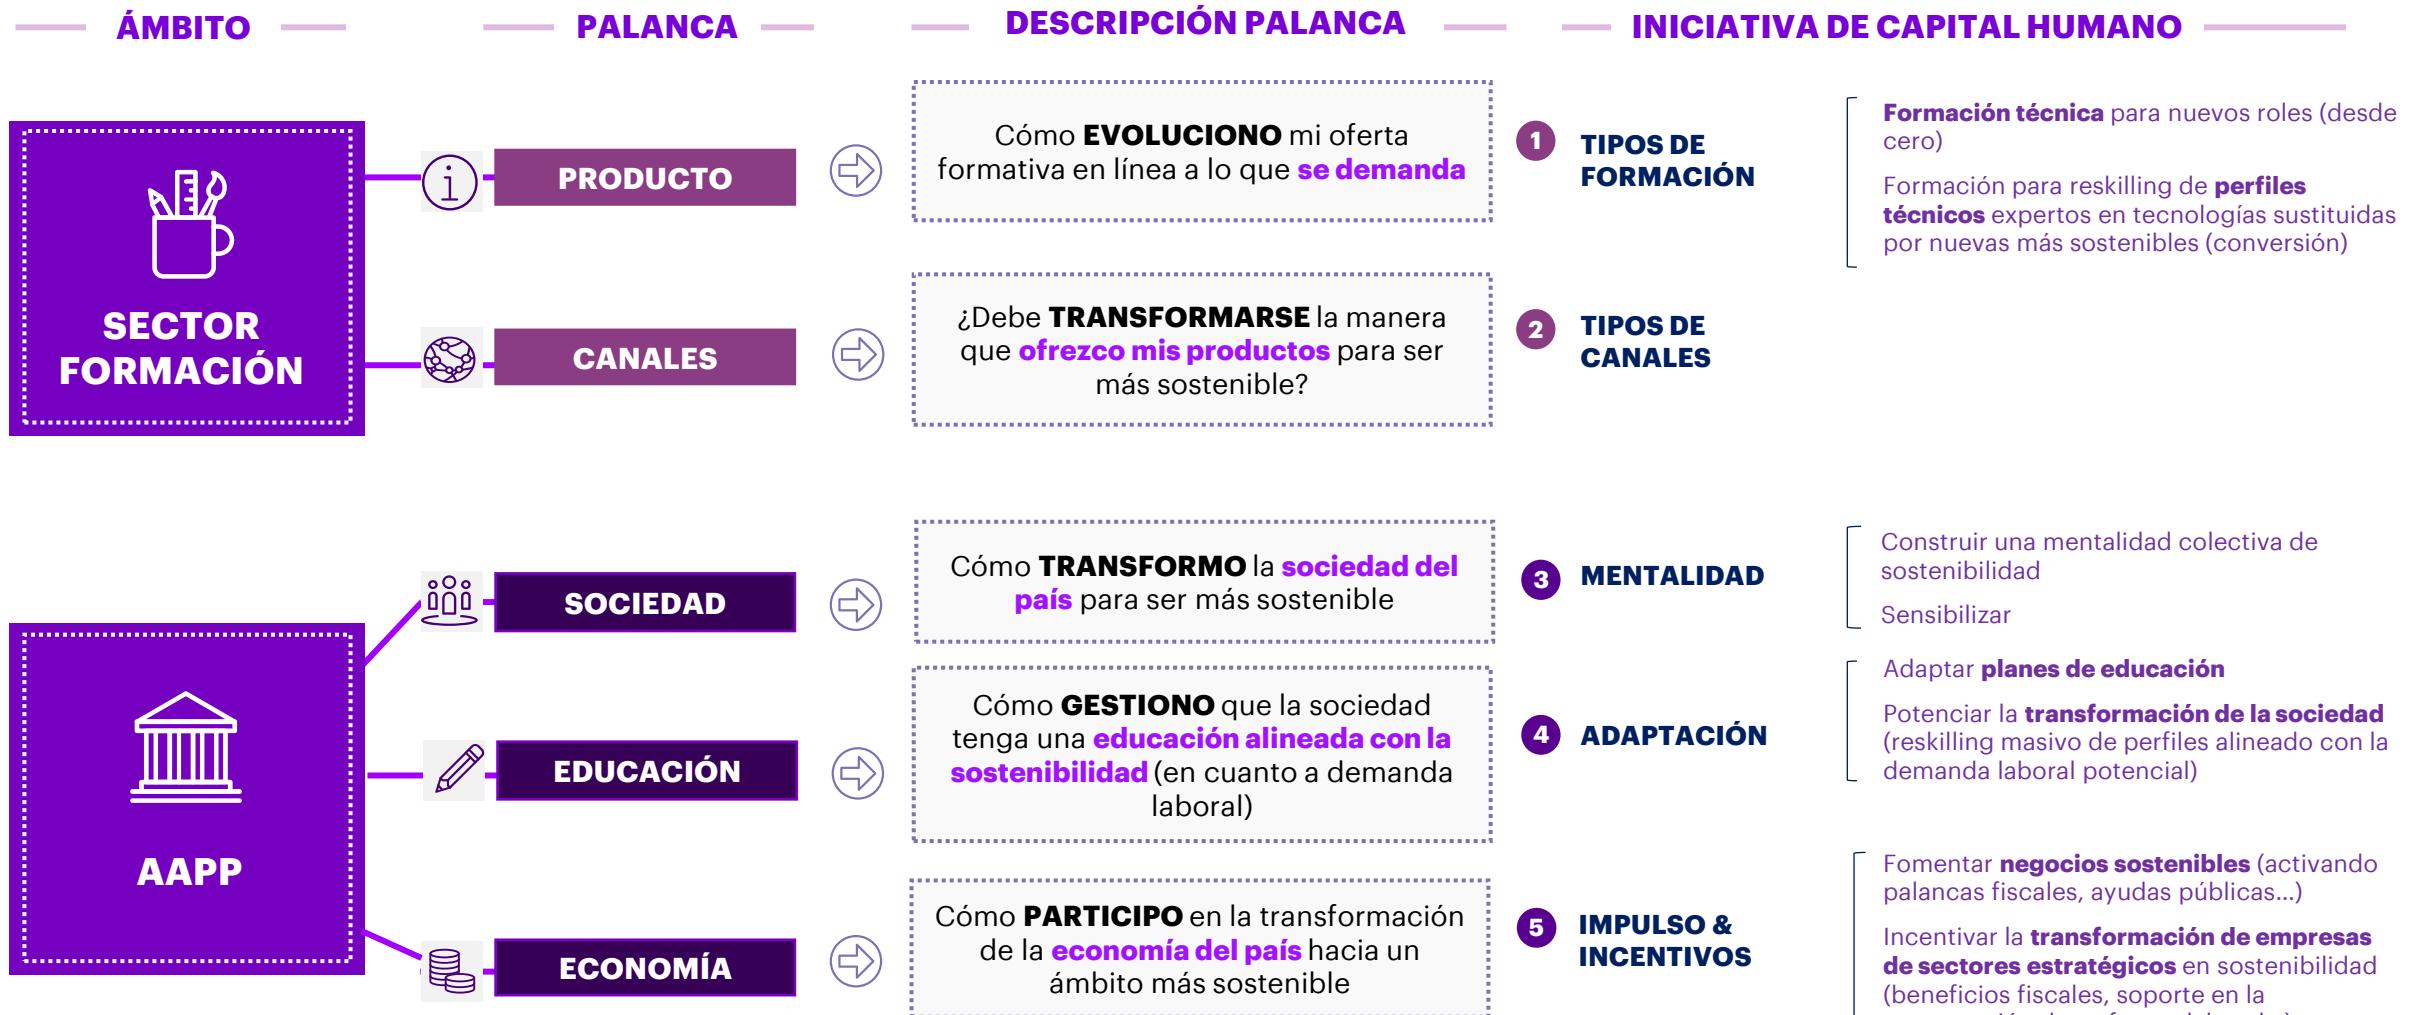 ÁMBITO
PALANCA
DESCRIPCIÓN PALANCA
INICIATIVA DE CAPITAL HUMANO
SECTOR
FORMACIÓN
PRODUCTO
Cómo EVOLUCIONO mi oferta
formativa en línea a lo que se demanda
1
TIPOS DE
FORMACIÓN
Formación técnica para nuevos roles (desde
cero)
Formación para reskilling de perfiles
técnicos expertos en tecnologías sustituidas
por nuevas más sostenibles (conversión)
CANALES
¿Debe TRANSFORMARSE la manera
que ofrezco mis productos para ser
más sostenible?
2
TIPOS DE
CANALES
AAPP
SOCIEDAD
Cómo TRANSFORMO la sociedad del
país para ser más sostenible
3
MENTALIDAD
Construir una mentalidad colectiva de
sostenibilidad
Sensibilizar
EDUCACIÓN
Cómo GESTIONO que la sociedad
tenga una educación alineada con la
sostenibilidad (en cuanto a demanda
laboral)
4
ADAPTACIÓN
Adaptar planes de educación
Potenciar la transformación de la sociedad
(reskilling masivo de perfiles alineado con la
demanda laboral potencial)
ECONOMÍA
Cómo PARTICIPO en la transformación
de la economía del país hacia un
ámbito más sostenible
5
IMPULSO &
INCENTIVOS
Fomentar negocios sostenibles (activando
palancas fiscales, ayudas públicas...)
Incentivar la transformación de empresas
de sectores estratégicos en sostenibilidad
(beneficios fiscales, soporte en la